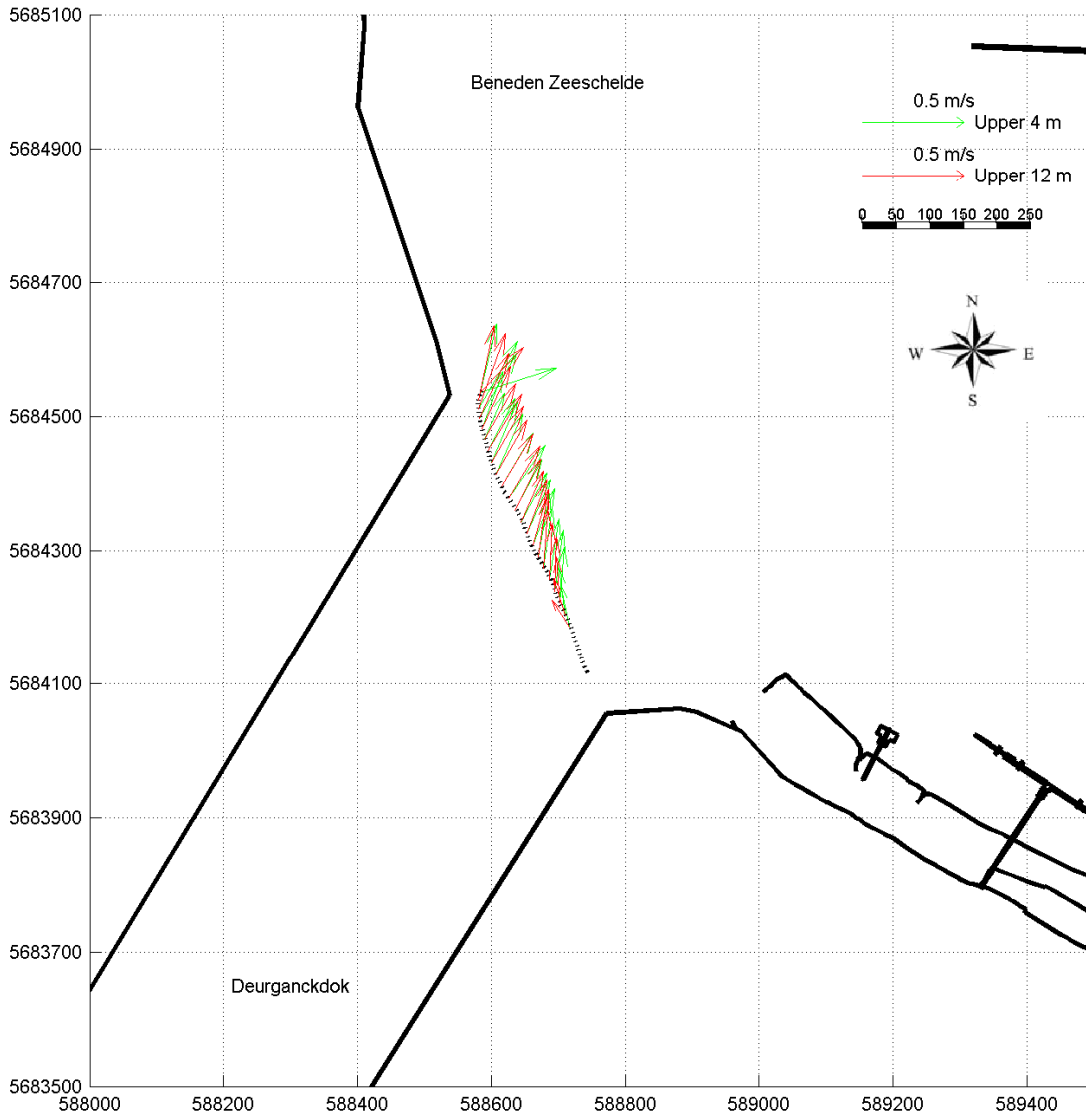 5685100
Beneden Zeeschelde
0.5 m/s
Upper 4 m
5684900
0.5 m/s
Upper 12 m
0 50 100 150 200 250
5684700
N
W E
S
5684500
5684300
5684100
5683900
5683700
Deurganckdok
5683500
588000 588200 588400 588600 588800 589000 589200 589400